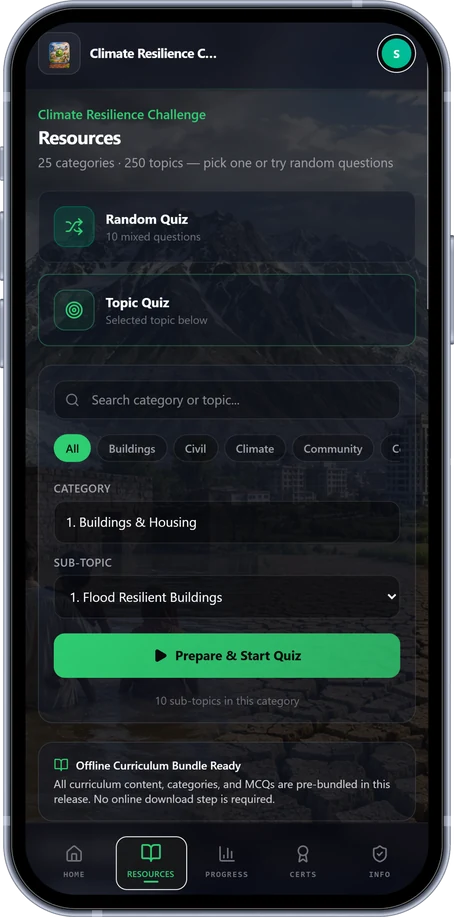 Climate Resilience C...
S
Climate Resilience Challenge
Resources
25 categories · 250 topics — pick one or try random questions
Random Quiz
10 mixed questions
Topic Quiz
Selected topic below
Search category or topic...
All Buildings Civil Climate Community
CATEGORY
1. Buildings & Housing
SUB-TOPIC
1. Flood Resilient Buildings
Prepare & Start Quiz
10 sub-topics in this category
Offline Curriculum Bundle Ready
All curriculum content, categories, and MCQs are pre-bundled in this
release. No online download step is required.
HOME RESOURCES PROGRESS CERTS INFO